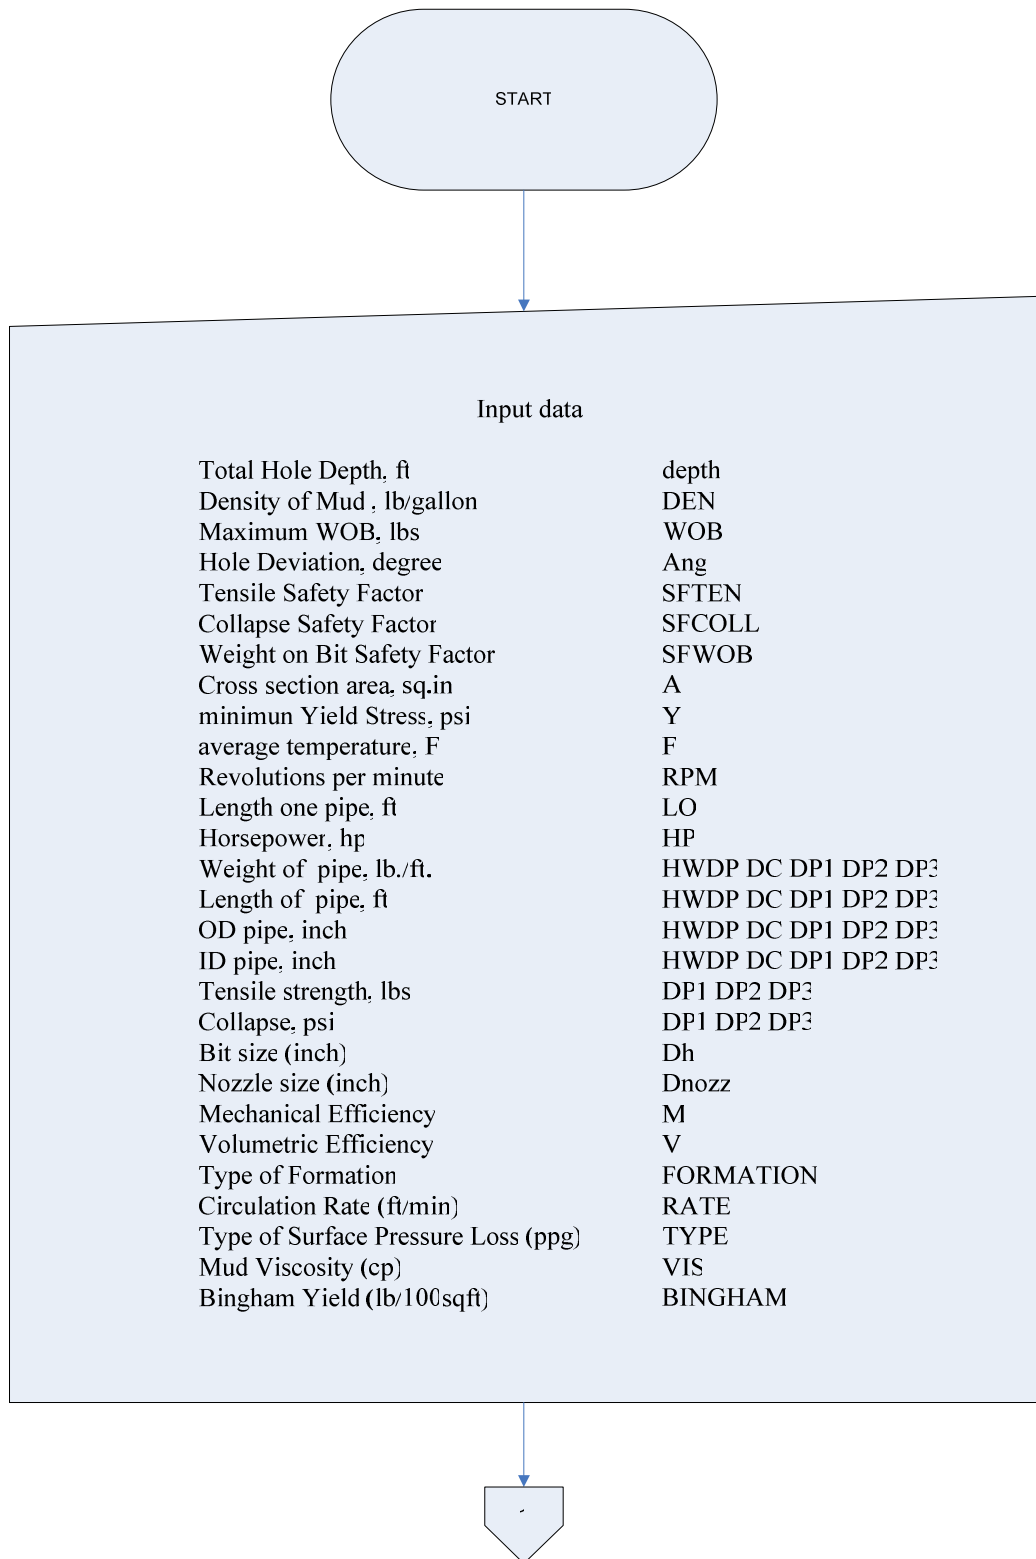 START
Input data
Total Hole Depth, ft depth
Density of Mud , lb/gallon DEN
Maximum WOB, lbs WOB
Hole Deviation, degree Ang
Tensile Safety Factor SFTEN
Collapse Safety Factor SFCOLL
Weight on Bit Safety Factor SFWOB
Cross section area, sq.in A
minimun Yield Stress, psi Y
average temperature, F F
Revolutions per minute RPM
Length one pipe, ft LO
Horsepower, hp HP
Weight of pipe, lb./ft. HWDP DC DP1 DP2 DP3
Length of pipe, ft HWDP DC DP1 DP2 DP3
OD pipe, inch HWDP DC DP1 DP2 DP3
ID pipe, inch HWDP DC DP1 DP2 DP3
Tensile strength, lbs DP1 DP2 DP3
Collapse, psi DP1 DP2 DP3
Bit size (inch) Dh
Nozzle size (inch) Dnozz
Mechanical Efficiency M
Volumetric Efficiency V
Type of Formation FORMATION
Circulation Rate (ft/min) RATE
Type of Surface Pressure Loss (ppg) TYPE
Mud Viscosity (cp) VIS
Bingham Yield (lb/100sqft) BINGHAM